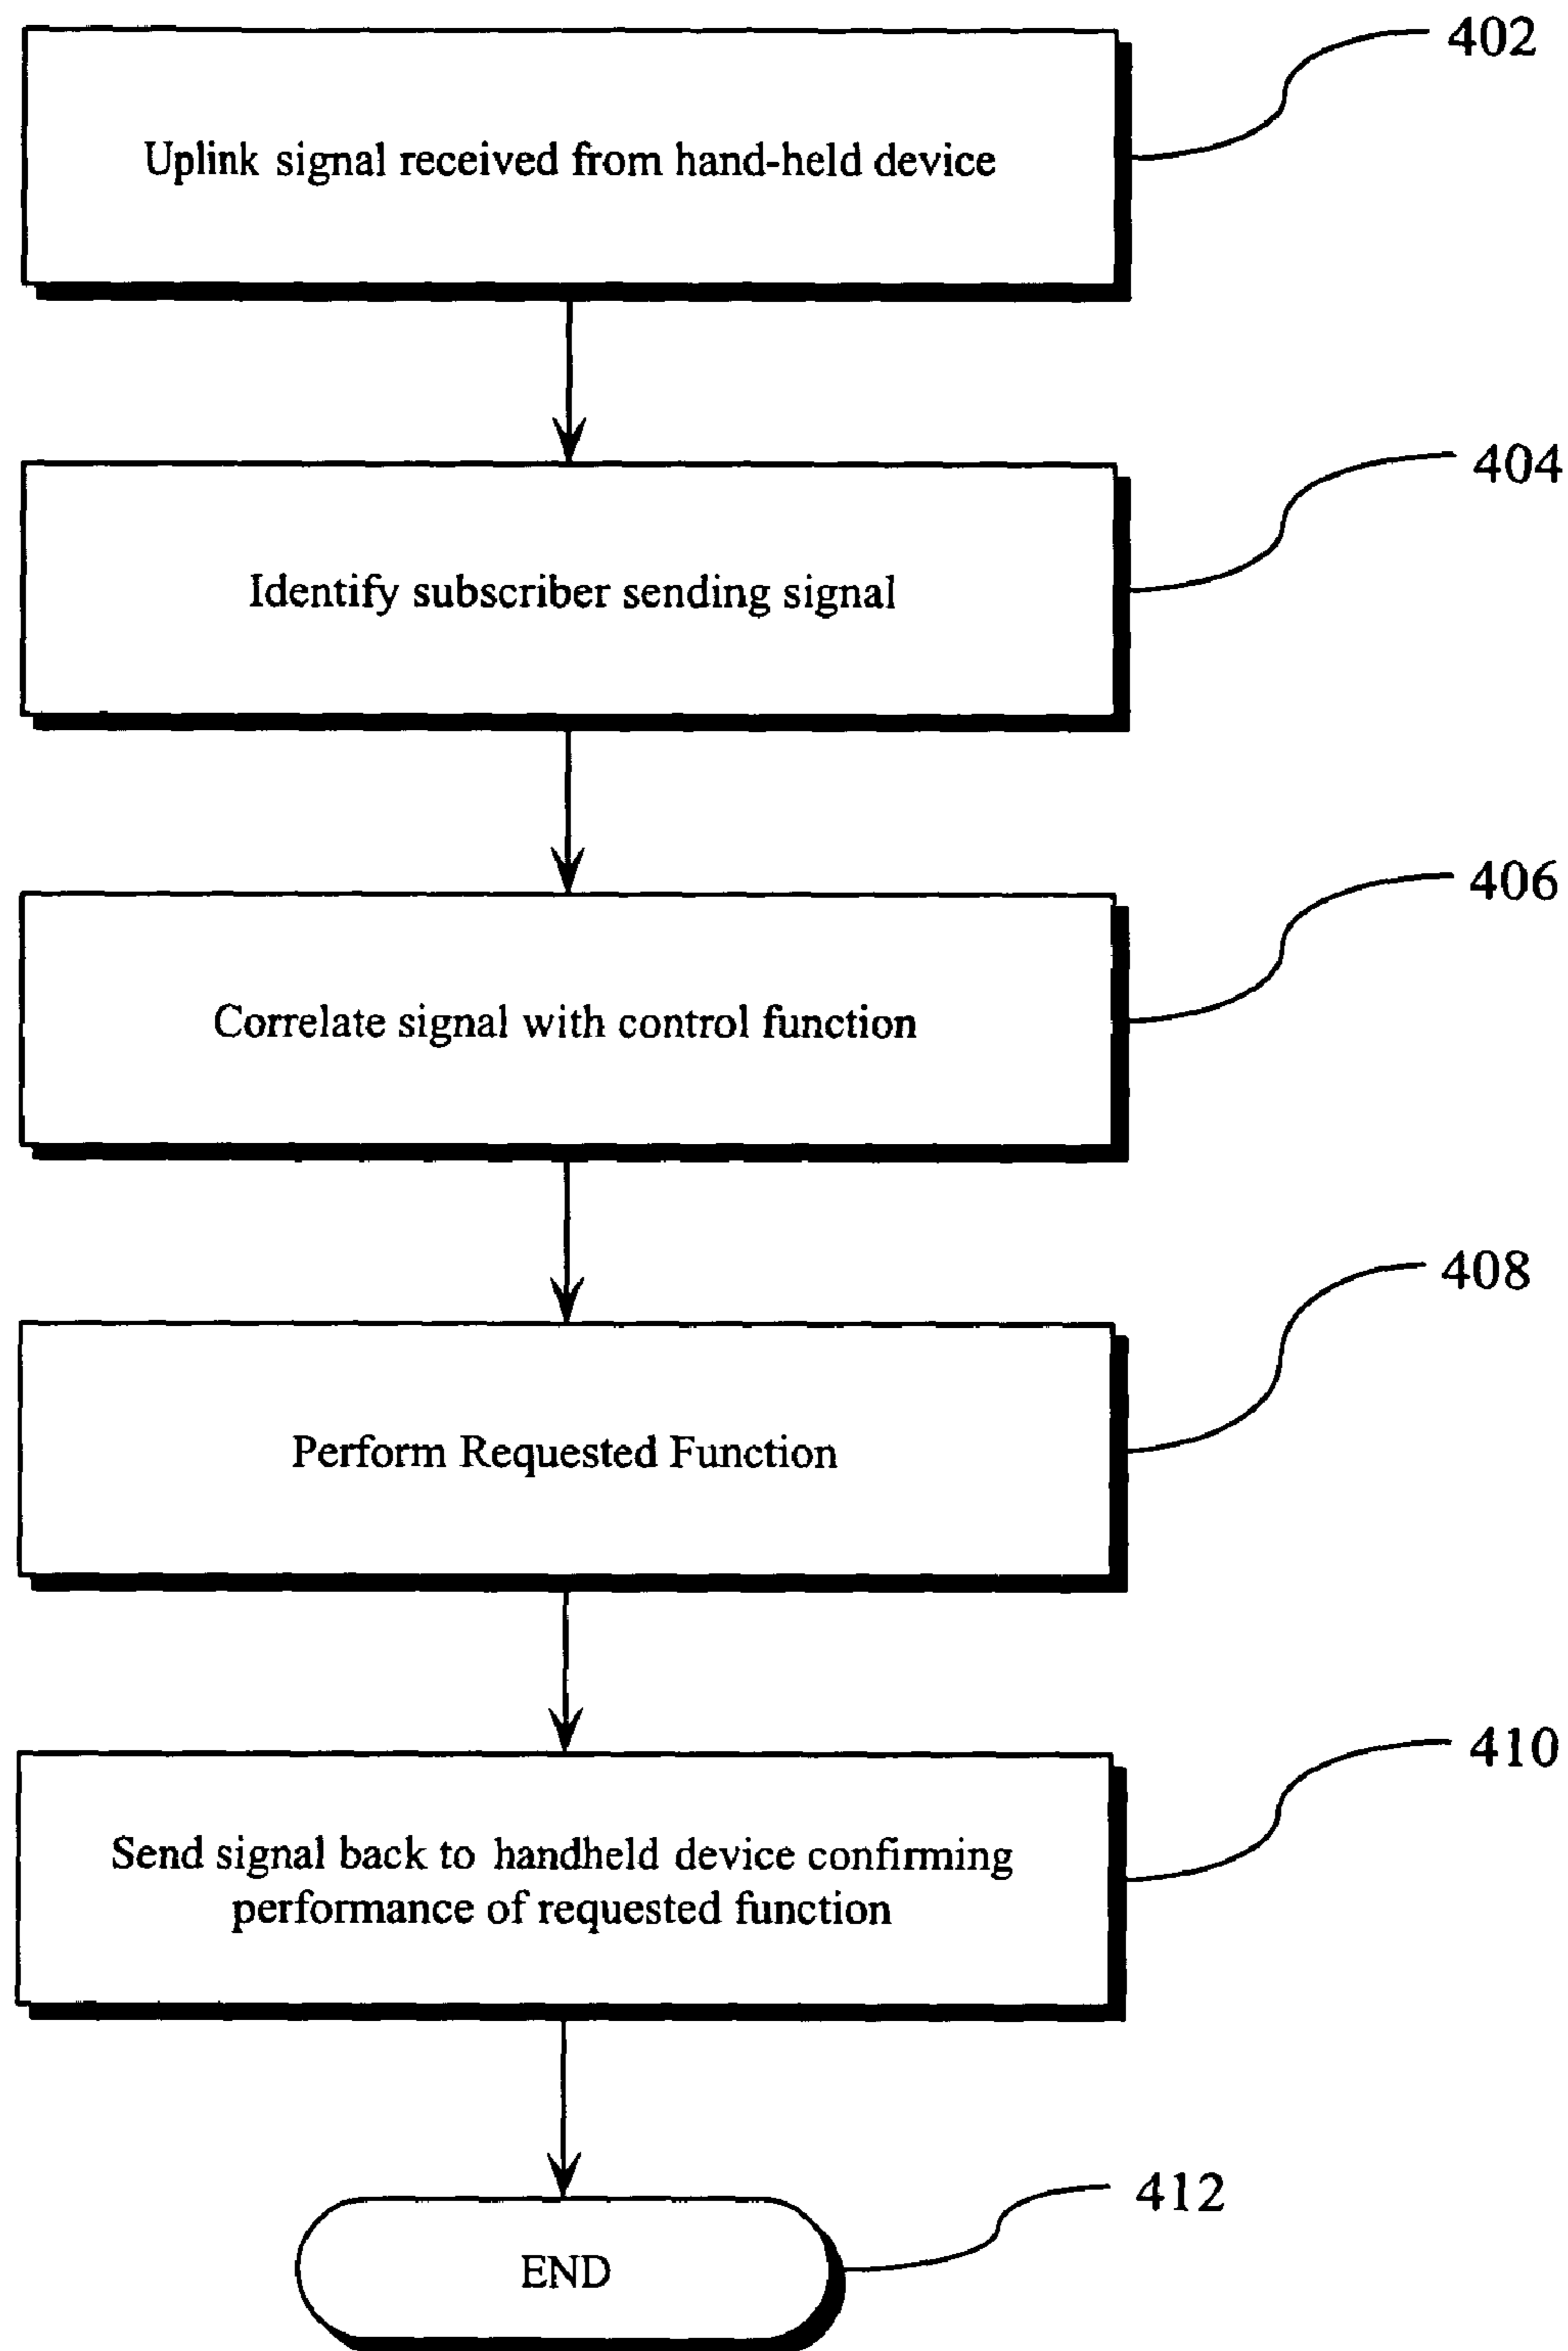 402
Uplink signal received from hand-held device
404
Identify subscriber sending signal
406
Correlate signal with control function
408
Perform Requested Function
410
Send signal back to handheld device confirming
performance of requested function
412
END